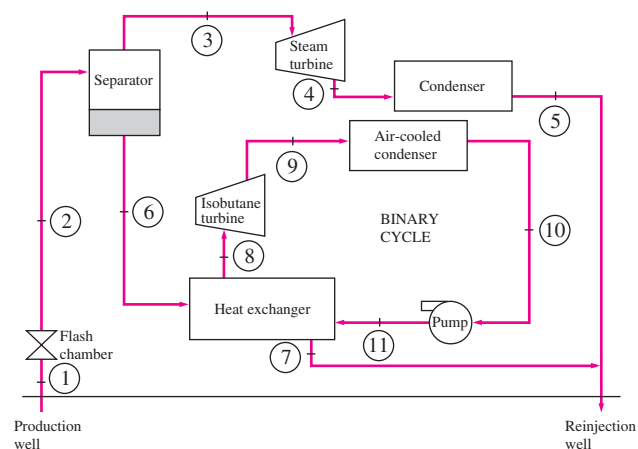 3
Steam
turbine
Separator
4
Condenser
5
Air-cooled
condenser
9
Isobutane
turbine
2
6
BINARY
CYCLE
10
8
Heat exchanger
Pump
Flash
chamber
7
11
1
Production
well
Reinjection
well